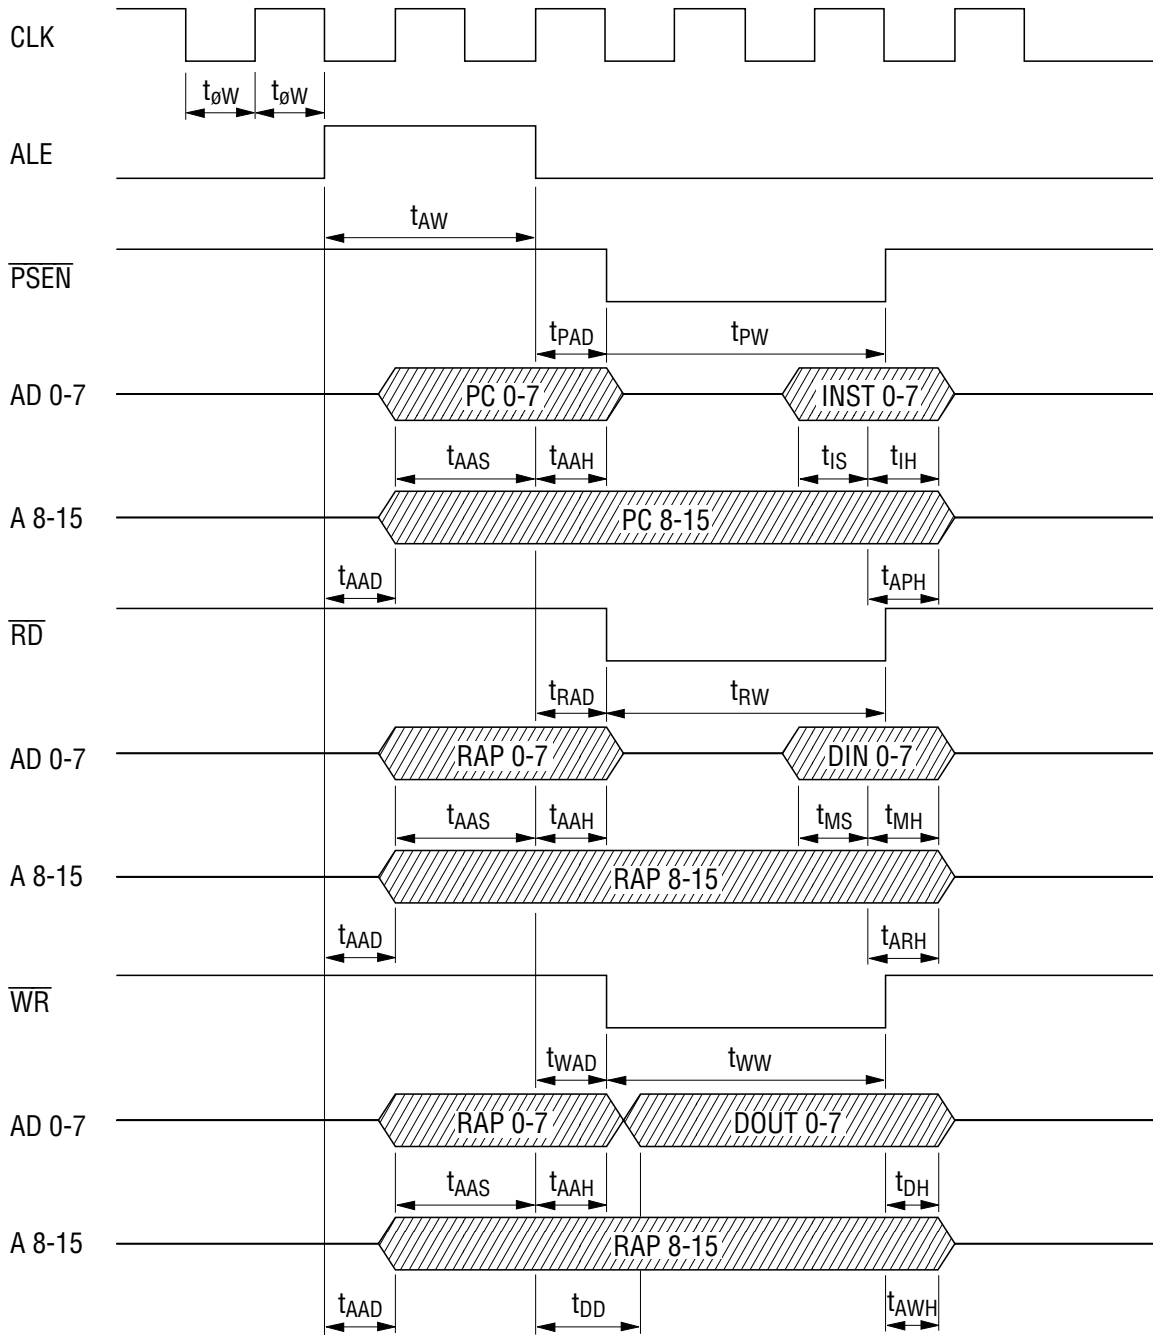 CLK
tøW tøW
ALE
tAW
PSEN
tPAD tPW
AD 0-7 PC 0-7 INST 0-7
tAAS tAAH tIS tIH
A 8-15 PC 8-15
tAAD tAPH
RD
tRAD tRW
AD 0-7 RAP 0-7 DIN 0-7
tAAS tAAH tMS tMH
A 8-15 RAP 8-15
tAAD tARH
WR
tWAD tWW
AD 0-7 RAP 0-7 DOUT 0-7
tAAS tAAH tDH
A 8-15 RAP 8-15
tAAD tDD tAWH